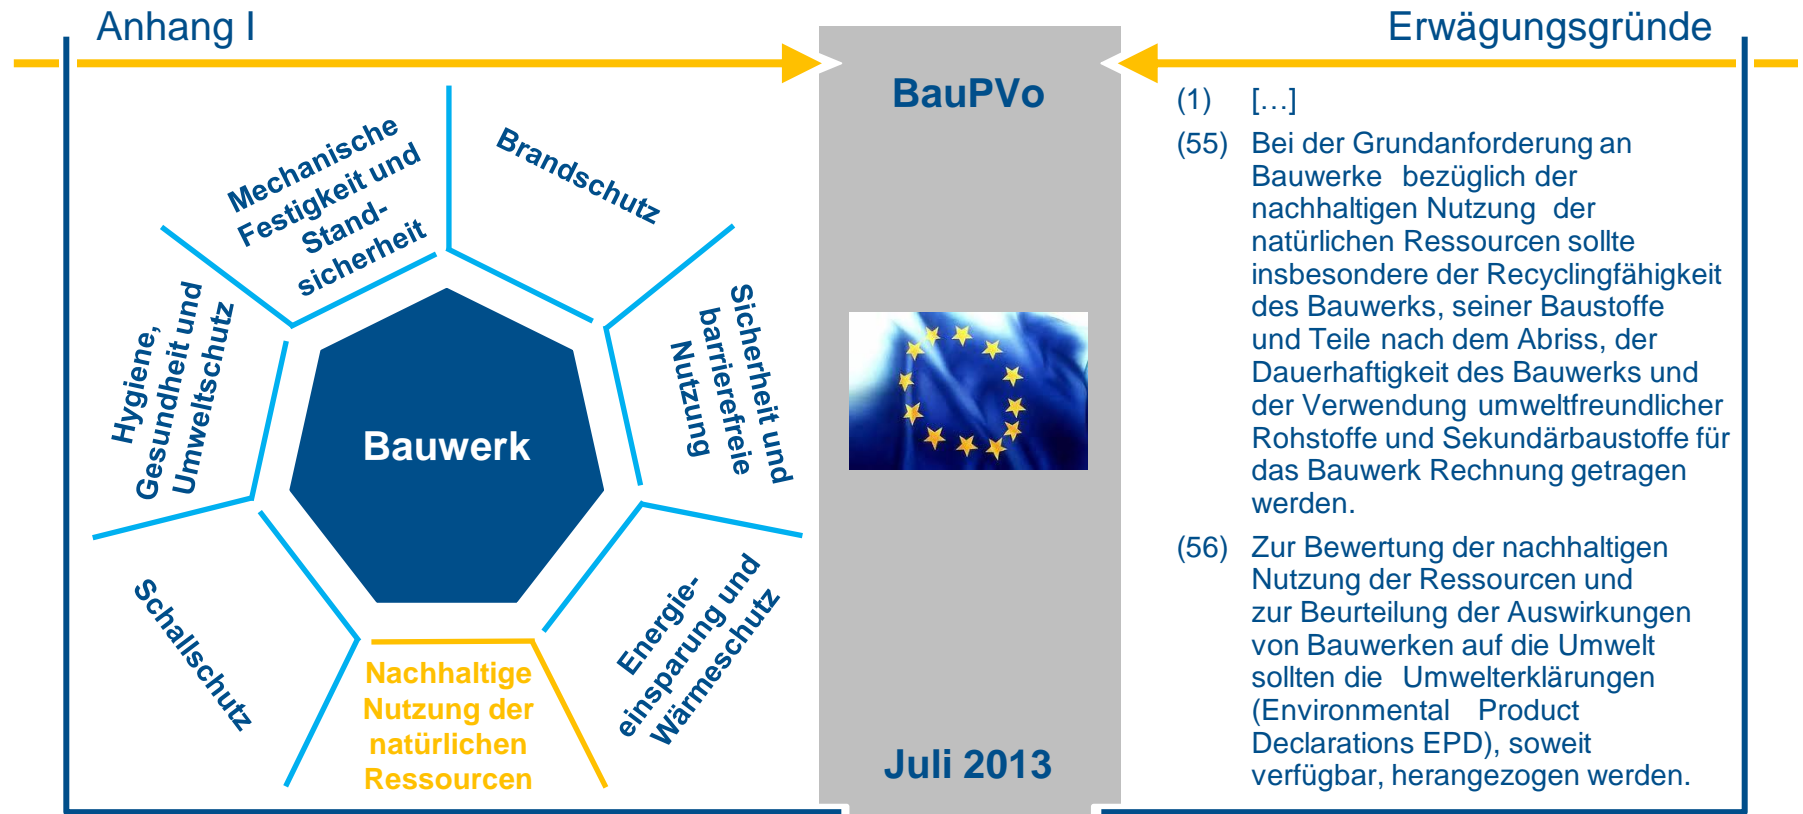 Anhang I
Mechanische
Festigkeit und
Stand-
sicherheit
Brandschutz
Sicherheit und
barrierefreie
Nutzung
Energie-
einsparung und
Wärmeschutz
Nachhaltige
Nutzung der
natürlichen
Ressourcen
Schallschutz
Hygiene,
Gesundheit und
Umweltschutz
Bauwerk
BauPVo
Juli 2013
Erwägungsgründe
(1) […]
(55) Bei der Grundanforderung an
Bauwerke bezüglich der
nachhaltigen Nutzung der
natürlichen Ressourcen sollte
insbesondere der Recyclingfähigkeit
des Bauwerks, seiner Baustoffe
und Teile nach dem Abriss, der
Dauerhaftigkeit des Bauwerks und
der Verwendung umweltfreundlicher
Rohstoffe und Sekundärbaustoffe für
das Bauwerk Rechnung getragen
werden.
(56) Zur Bewertung der nachhaltigen
Nutzung der Ressourcen und
zur Beurteilung der Auswirkungen
von Bauwerken auf die Umwelt
sollten die Umwelterklärungen
(Environmental Product
Declarations EPD), soweit
verfügbar, herangezogen werden.